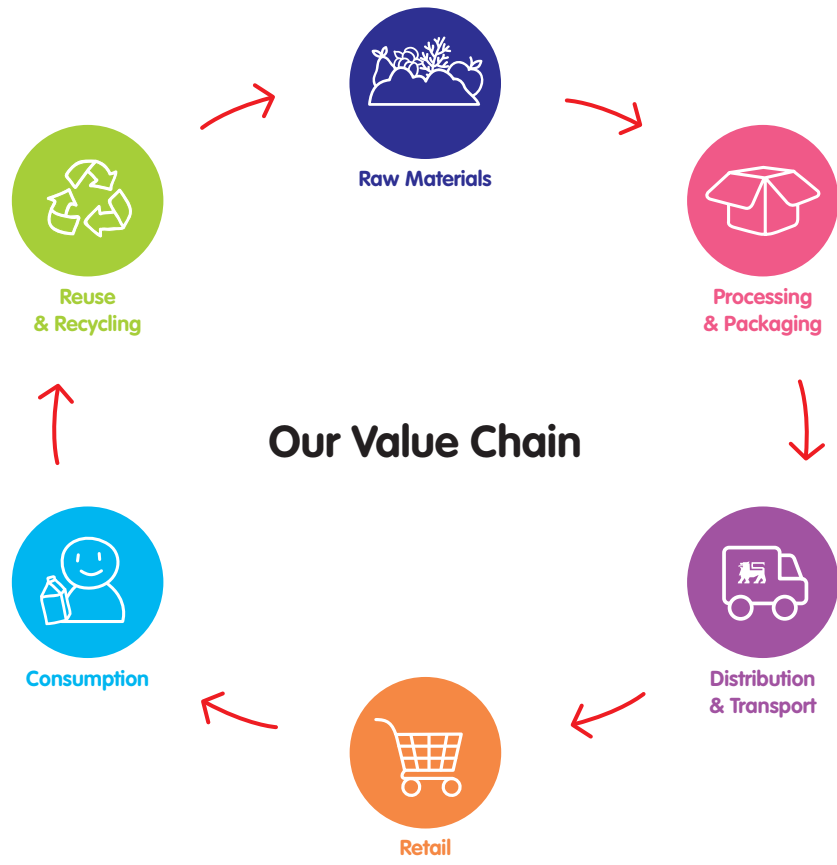 Raw Materials
Reuse
& Recycling
Processing
& Packaging
Our Value Chain
Consumption
Distribution
& Transport
Retail